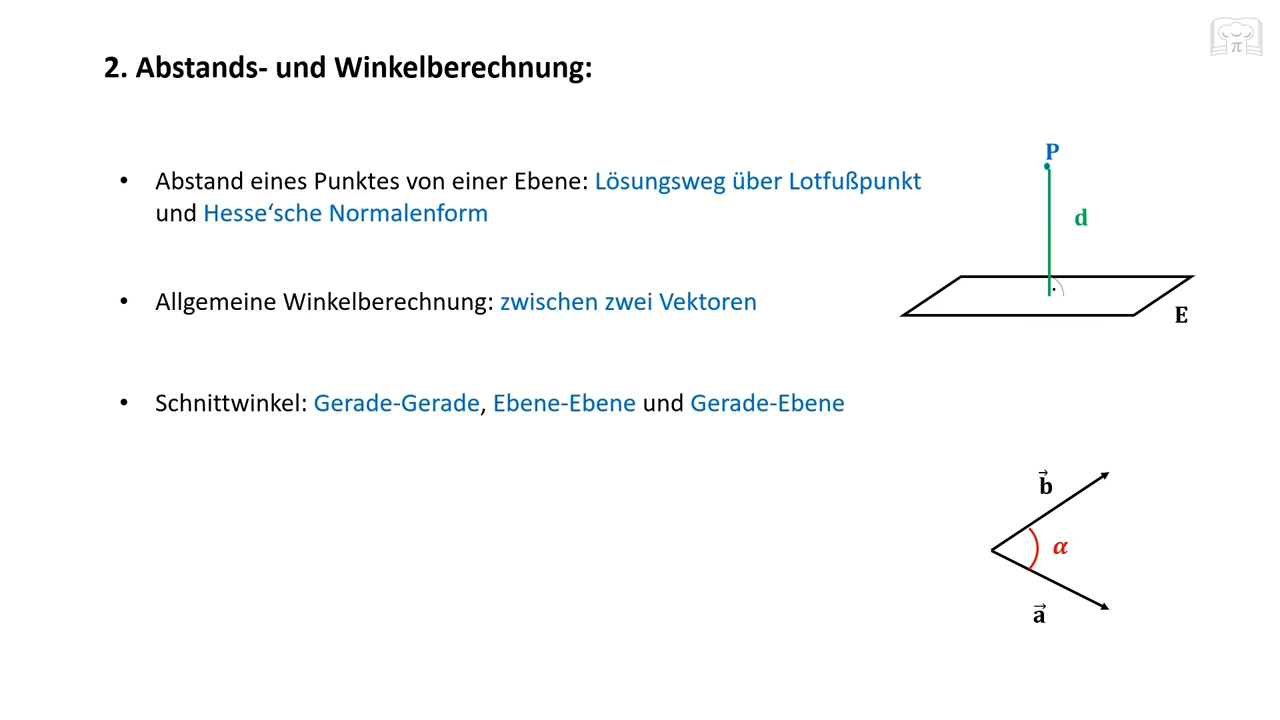 2. Abstands- und Winkelberechnung:
• Abstand eines Punktes von einer Ebene: Lösungsweg über Lotfußpunkt
und Hesse‘sche Normalenform
• Allgemeine Winkelberechnung: zwischen zwei Vektoren
• Schnittwinkel: Gerade-Gerade, Ebene-Ebene und Gerade-Ebene
P
d
E
b⃗
α
a⃗
π